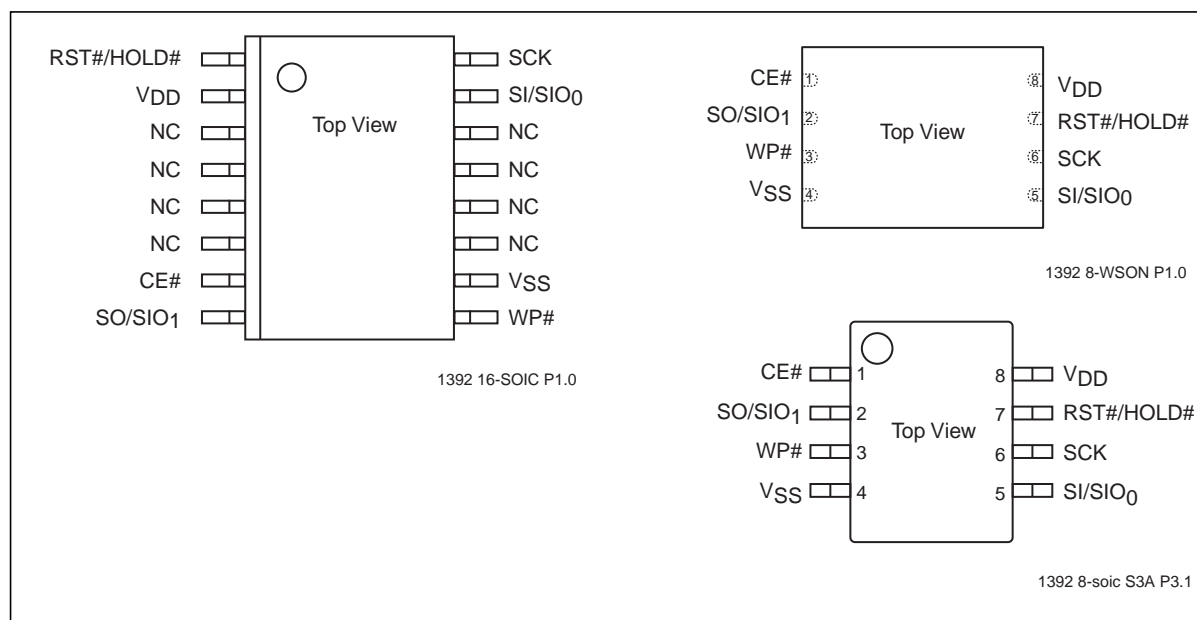 RST#/HOLD#
VDD
NC
NC
NC
NC
CE#
SO/SIO1
Top View
SCK
SI/SIO0
NC
NC
NC
NC
VSS
WP#
1392 16-SOIC P1.0
CE#
SO/SIO1
WP#
VSS
1
2
3
4
Top View
8
7
6
5
VDD
RST#/HOLD#
SCK
SI/SIO0
1392 8-WSON P1.0
CE#
SO/SIO1
WP#
VSS
1
2
3
4
Top View
8
7
6
5
VDD
RST#/HOLD#
SCK
SI/SIO0
1392 8-soic S3A P3.1